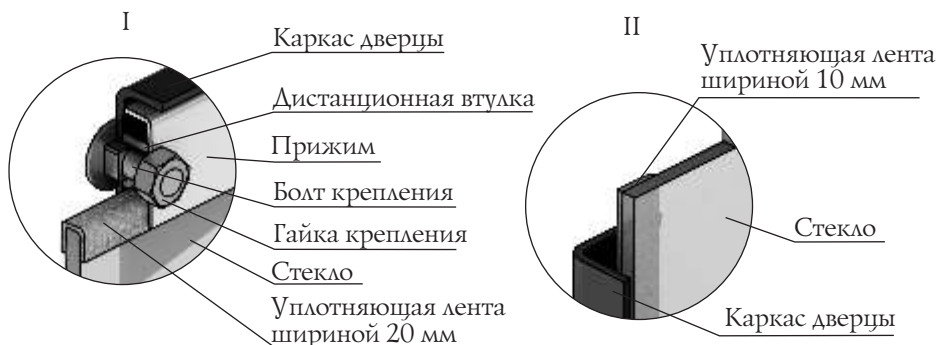 I
Каркас дверцы
Дистанционная втулка
Прижим
Болт крепления
Гайка крепления
Стекло
Уплотняющая лента
шириной 20 мм
II
Уплотняющая лента
шириной 10 мм
Стекло
Каркас дверцы